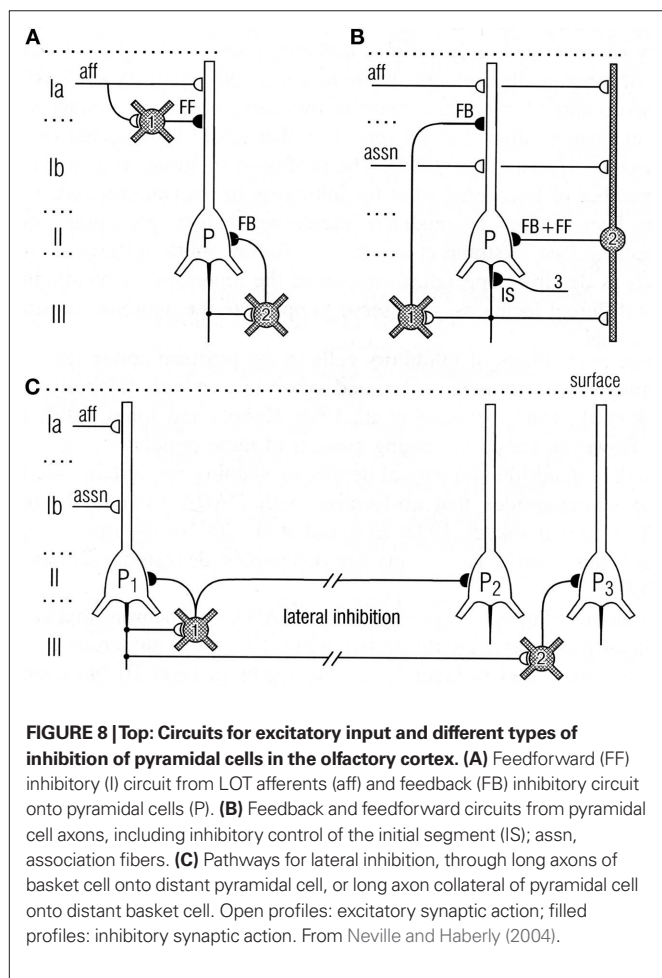 A
B
aff
Ia
1
FF
Ib
II
P
FB
III
2
aff
FB
assn
P
FB+FF
2
IS
3
1
C
surface
Ia
aff
Ib
assn
II
P1
P2
P3
III
1
lateral inhibition
2
FIGURE 8 | Top: Circuits for excitatory input and different types of
inhibition of pyramidal cells in the olfactory cortex. (A) Feedforward (FF)
inhibitory (I) circuit from LOT afferents (aff) and feedback (FB) inhibitory circuit
onto pyramidal cells (P). (B) Feedback and feedforward circuits from pyramidal
cell axons, including inhibitory control of the initial segment (IS); assn,
association fibers. (C) Pathways for lateral inhibition, through long axons of
basket cell onto distant pyramidal cell, or long axon collateral of pyramidal cell
onto distant basket cell. Open profiles: excitatory synaptic action; filled
profiles: inhibitory synaptic action. From Neville and Haberly (2004).